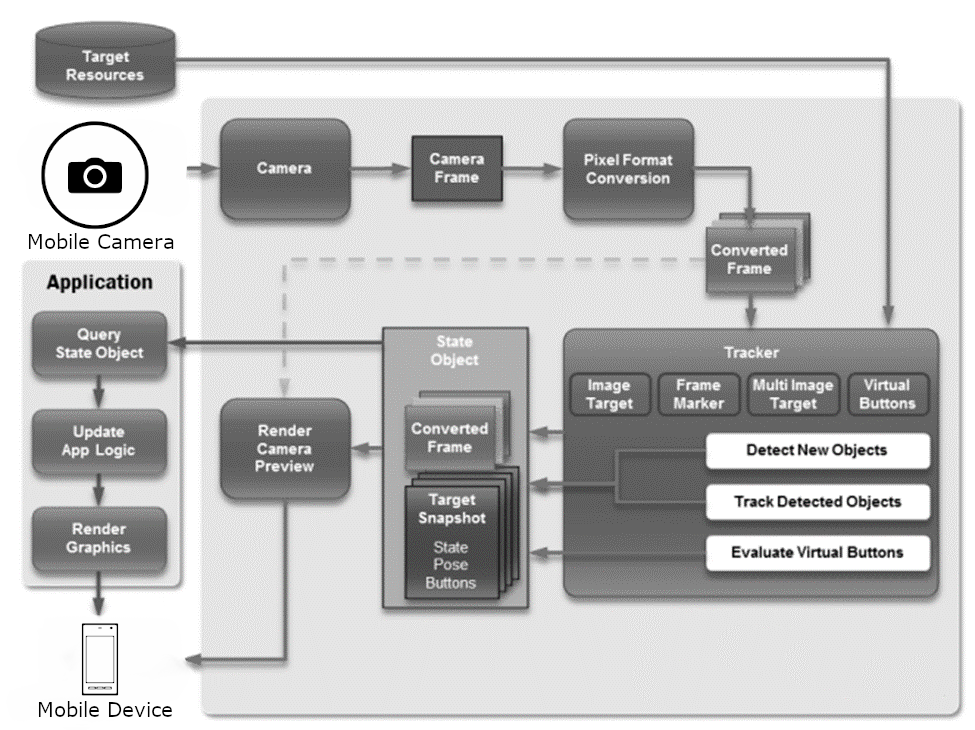 Target
Resources
Mobile Camera
Camera
Camera
Frame
Pixel Format
Conversion
Converted
Frame
Application
Query
State Object
Update
App Logic
Render
Graphics
Mobile Device
Render
Camera
Preview
State
Object
Converted
Frame
Target
Snapshot
State
Pose
Buttons
Tracker
Image
Target
Frame
Marker
Multi Image
Target
Virtual
Buttons
Detect New Objects
Track Detected Objects
Evaluate Virtual Buttons